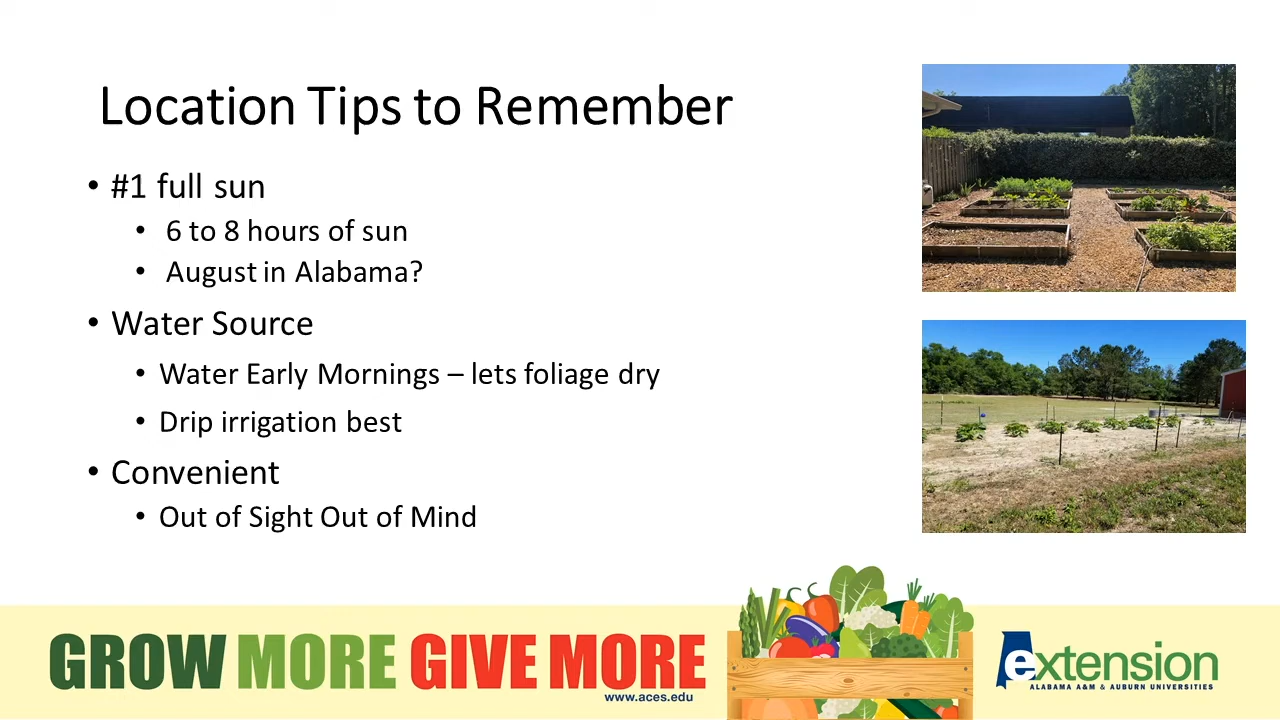 Location Tips to Remember
• #1 full sun
• 6 to 8 hours of sun
• August in Alabama?
• Water Source
• Water Early Mornings – lets foliage dry
• Drip irrigation best
• Convenient
• Out of Sight Out of Mind
GROW MORE GIVE MORE
www.aces.edu
extension
ALABAMA A&M & AUBURN UNIVERSITIES